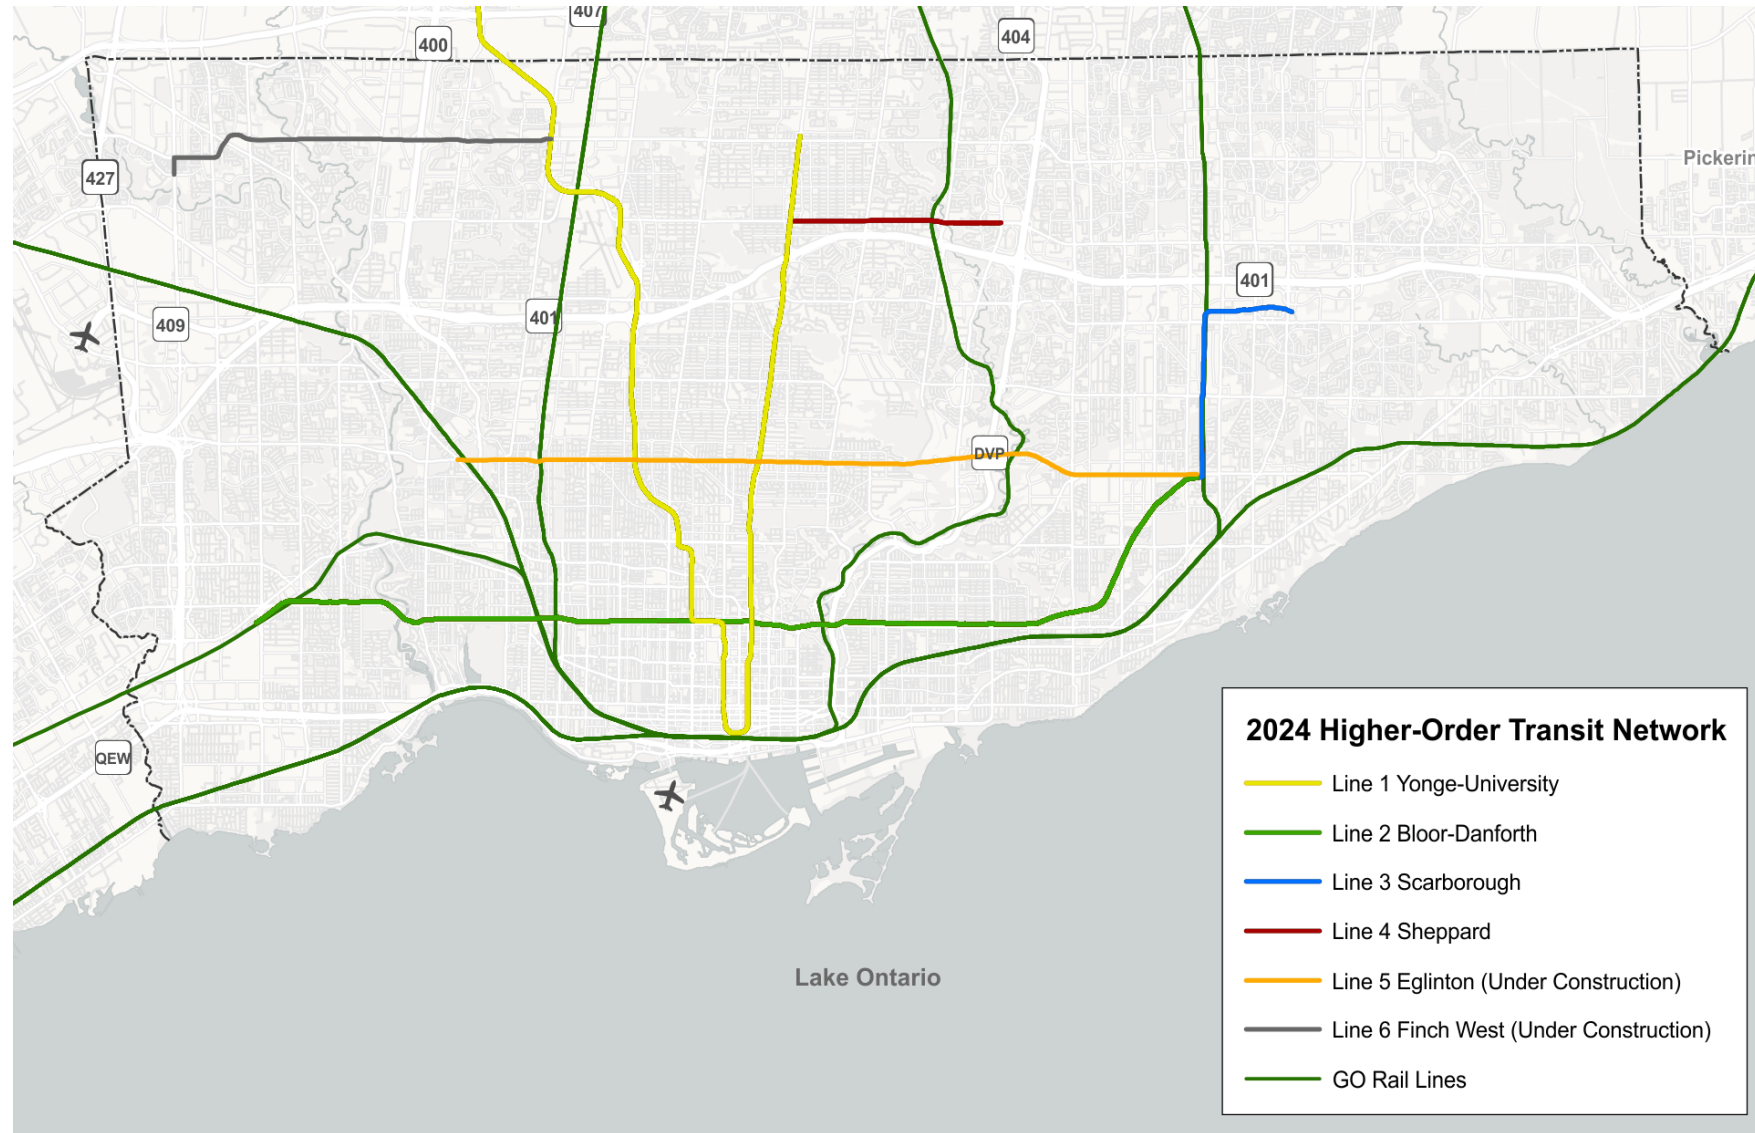 407
400
404
427
Pickerin
401
409
401
DVP
QEW
2024 Higher-Order Transit Network
Line 1 Yonge-University
Line 2 Bloor-Danforth
Line 3 Scarborough
Line 4 Sheppard
Line 5 Eglinton (Under Construction)
Line 6 Finch West (Under Construction)
GO Rail Lines
Lake Ontario